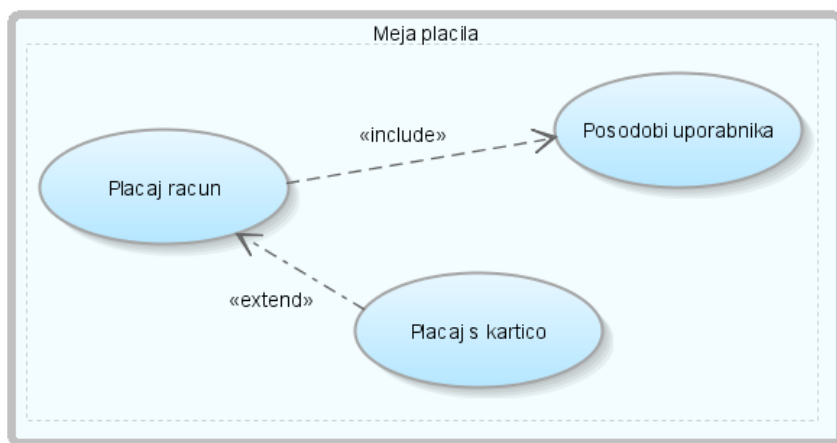 Meja placila
«include»
Posodobi uporabnika
Placaj racun
«extend»
Placaj s kartico